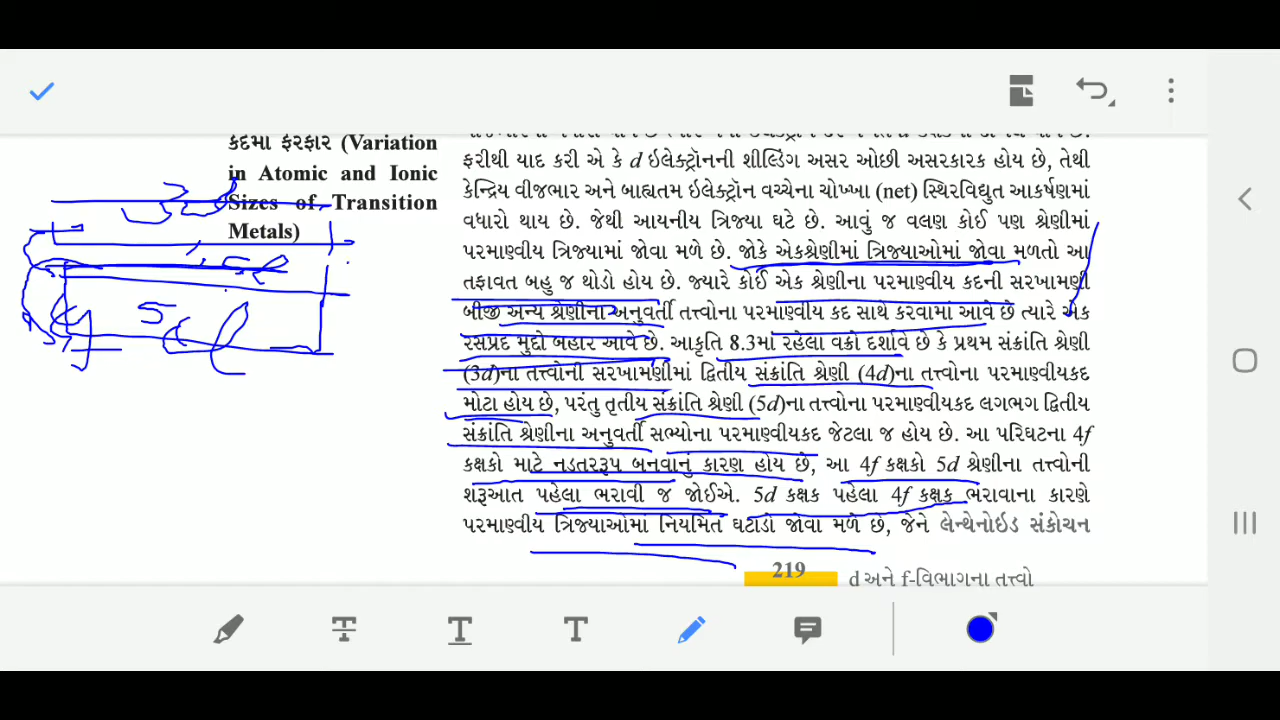 કદમા ફરફાર (Variation
in Atomic and Ionic
Sizes of Transition
Metals)
ફરીથી યાદ કરી એ કે d ઇલેક્ટ્રૉનની શીલ્ડિંગ અસર ઓછી અસરકારક હોય છે, તેથી
કેન્દ્રિય વીજભાર અને બાહ્યતમ ઇલેક્ટ્રૉન વચ્ચેના ચોખ્ખા (net) સ્થિરવિદ્યુત આકર્ષણમાં
વધારો થાય છે. જેથી આયનીય ત્રિજ્યા ઘટે છે. આવું જ વલણ કોઈ પણ શ્રેણીમાં
પરમાણ્વીય ત્રિજ્યામાં જોવા મળે છે. જોકે એકશ્રેણીમાં ત્રિજ્યાઓમાં જોવા મળતો આ
તફાવત બહુ જ થોડો હોય છે. જ્યારે કોઈ એક શ્રેણીના પરમાણ્વીય કદની સરખામણી
બીજી અન્ય શ્રેણીના અનુવર્તી તત્ત્વોના પરમાણ્વીય કદ સાથે કરવામાં આવે છે ત્યારે એક
રસપ્રદ મુદ્દો બહાર આવે છે. આકૃતિ 8.3માં રહેલા વક્રો દર્શાવે છે કે પ્રથમ સંક્રાંતિ શ્રેણી
(3d)ના તત્ત્વોની સરખામણીમાં દ્વિતીય સંક્રાંતિ શ્રેણી (4d)ના તત્ત્વોના પરમાણ્વીયકદ
મોટા હોય છે, પરંતુ તૃતીય સંક્રાંતિ શ્રેણી (5d)ના તત્ત્વોના પરમાણ્વીયકદ લગભગ દ્વિતીય
સંક્રાંતિ શ્રેણીના અનુવર્તી સભ્યોના પરમાણ્વીયકદ જેટલા જ હોય છે. આ પરિઘટના 4f
કક્ષકો માટે નડતરરૂપ બનવાનું કારણ હોય છે, આ 4f કક્ષકો 5d શ્રેણીના તત્ત્વોની
શરૂઆત પહેલા ભરાવી જ જોઈએ. 5d કક્ષક પહેલા 4f કક્ષક ભરાવાના કારણે
પરમાણ્વીય ત્રિજ્યાઓમાં નિયમિત ઘટાડો જોવા મળે છે, જેને લેન્થેનોઇડ સંકોચન
219
d અને f-વિભાગના તત્ત્વો